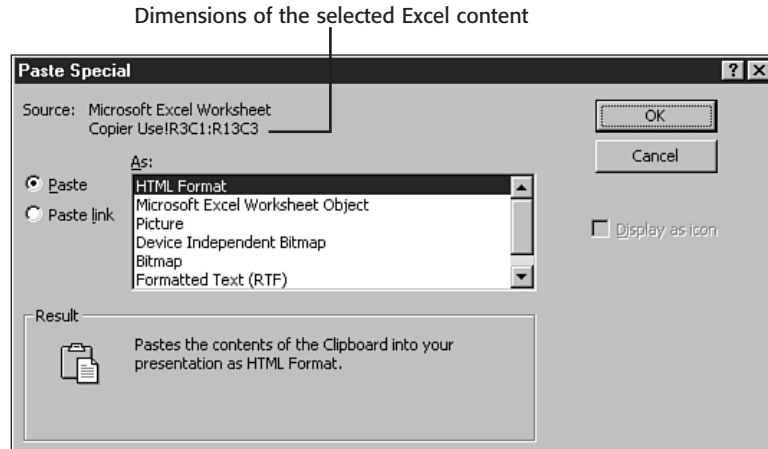 Dimensions of the selected Excel content
Paste Special
Source: Microsoft Excel Worksheet
Copier Use!R3C1:R13C3
OK
Cancel
As:
Paste
Paste link
HTML Format
Microsoft Excel Worksheet Object
Picture
Device Independent Bitmap
Bitmap
Formatted Text (RTF)
Display as icon
Result
Pastes the contents of the Clipboard into your
presentation as HTML Format.